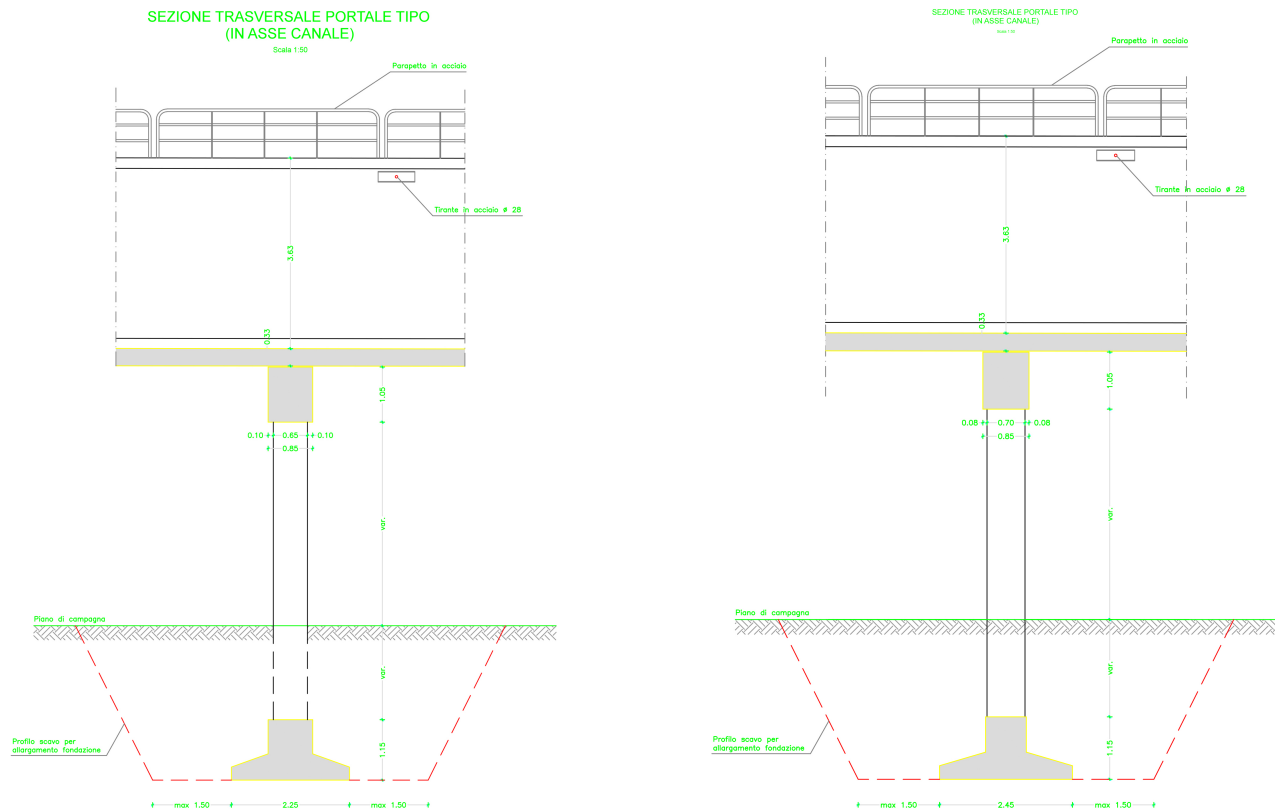 SEZIONE TRASVERSALE PORTALE TIPO
(IN ASSE CANALE)
Scala 1:50
Parapetto in acciaio
Tirante in acciaio ø 28
3.63
0.33
1.05
0.10 0.65 0.10
0.85
var.
Piano di campagna
var.
Profilo scavo per
allargamento fondazione
1.15
max 1.50 2.25 max 1.50
SEZIONE TRASVERSALE PORTALE TIPO
(IN ASSE CANALE)
Scala 1:50
Parapetto in acciaio
Tirante in acciaio ø 28
3.63
0.33
1.05
0.08 0.70 0.08
0.85
var.
Piano di campagna
var.
Profilo scavo per
allargamento fondazione
1.15
max 1.50 2.45 max 1.50